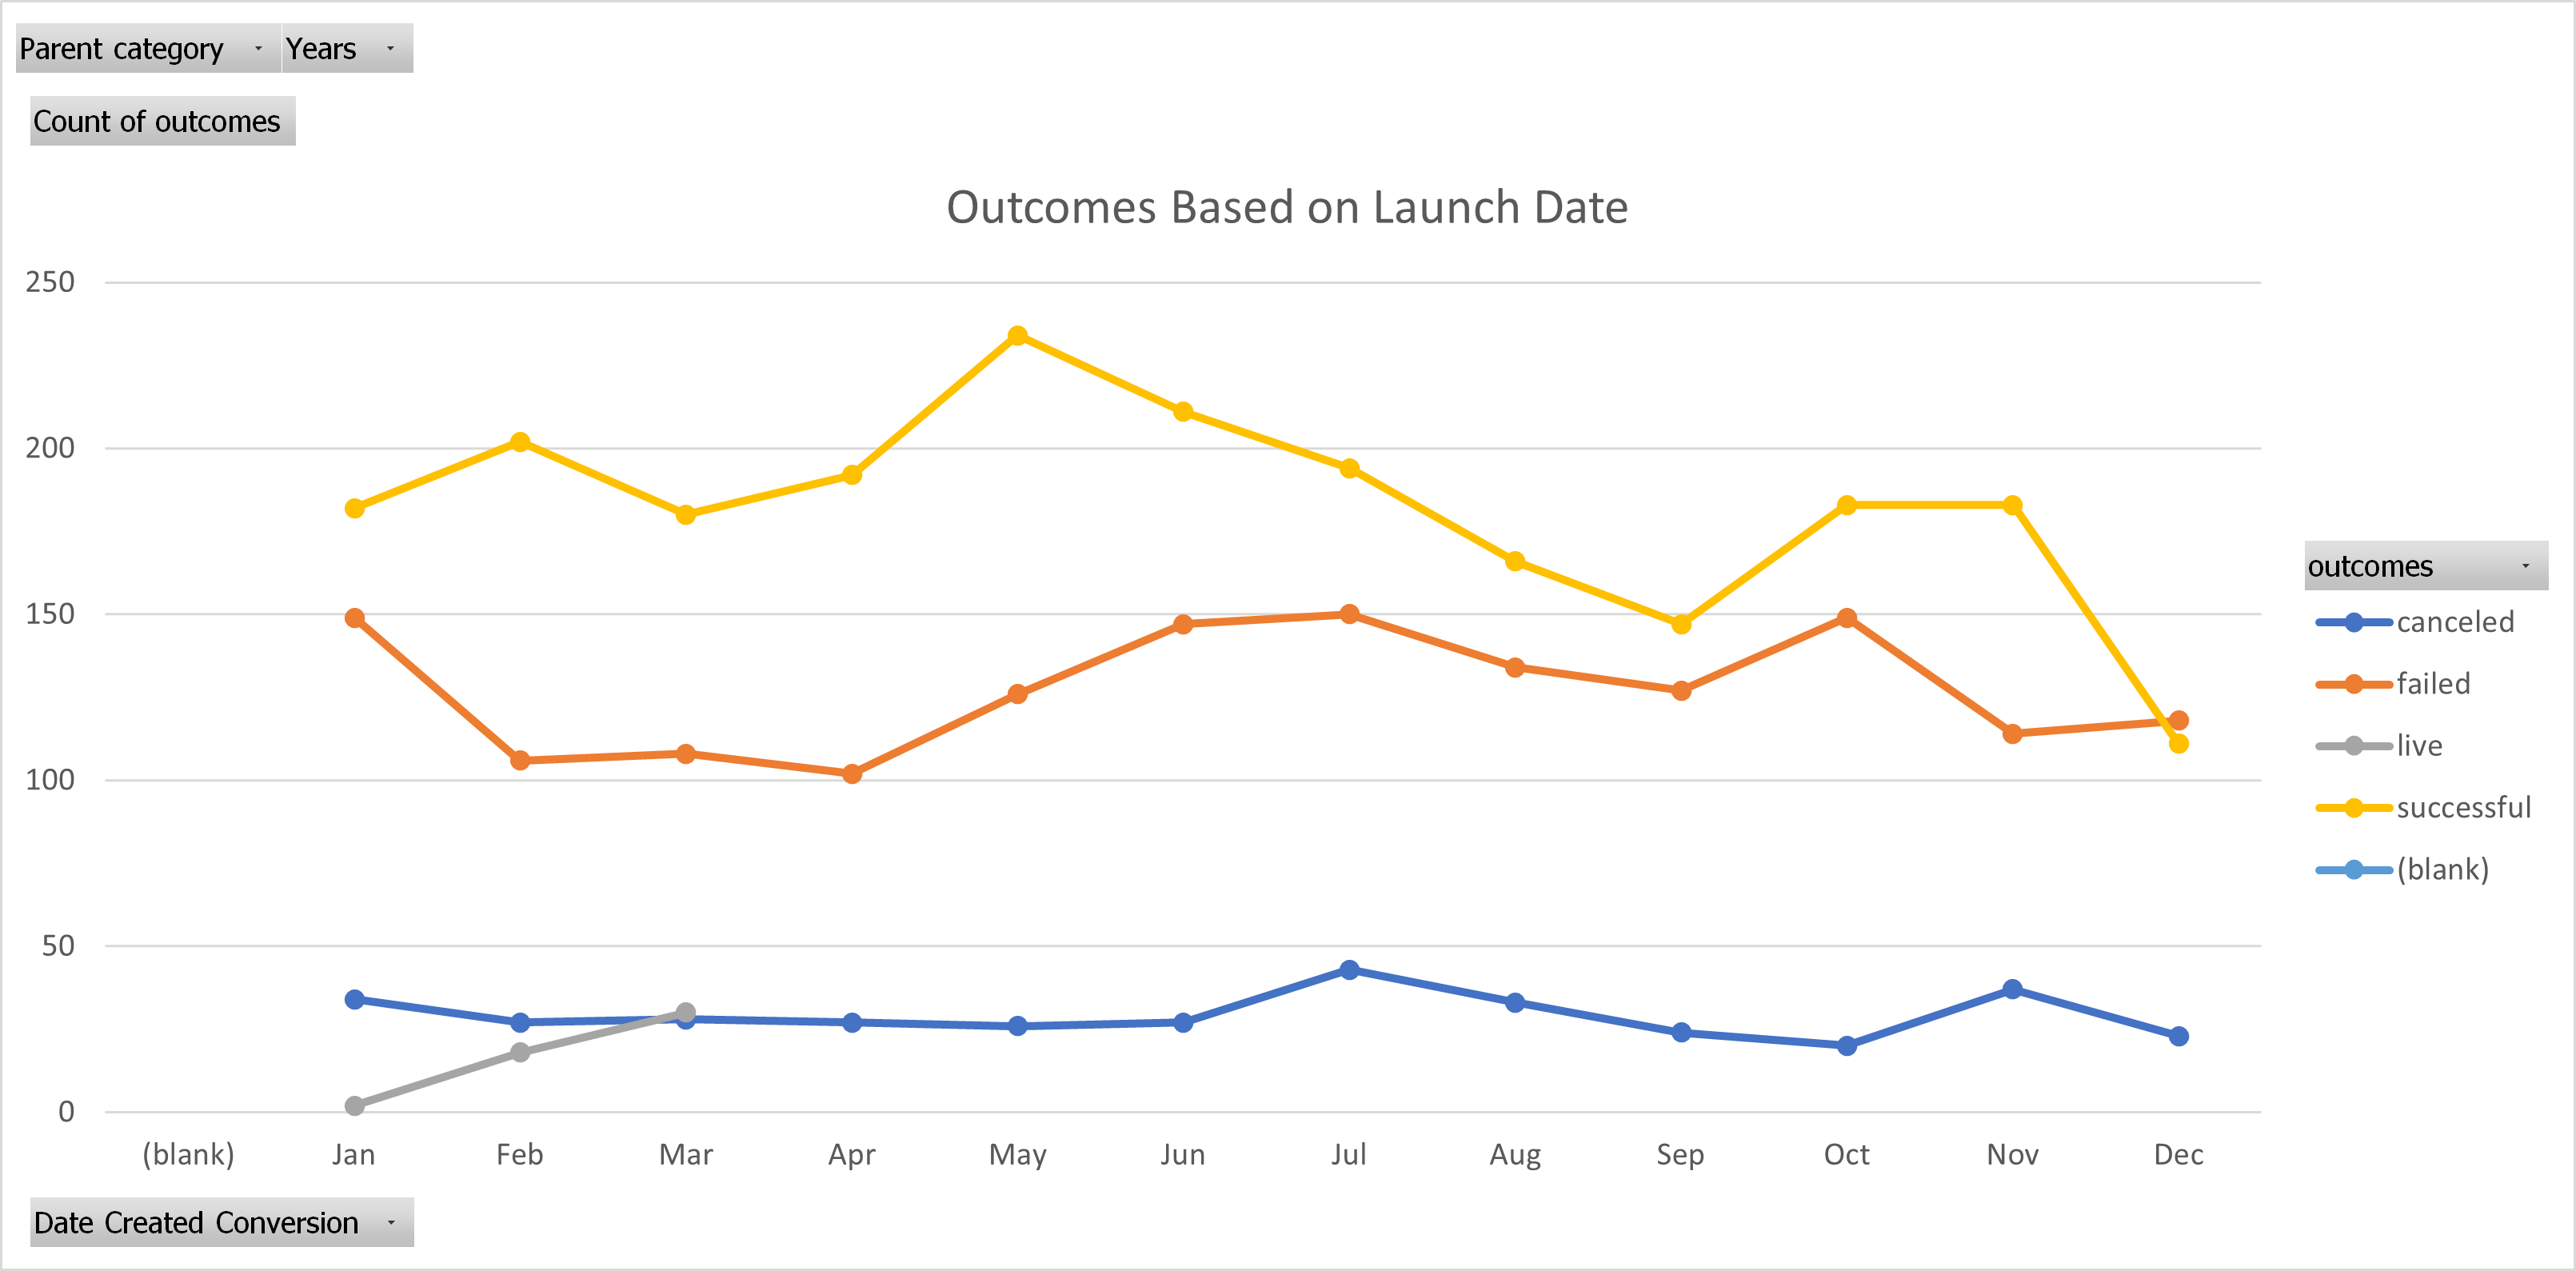 Parent category Years
Count of outcomes
Outcomes Based on Launch Date
250
200
150
100
50
0
(blank) Jan Feb Mar Apr May Jun Jul Aug Sep Oct Nov Dec
outcomes
canceled
failed
live
successful
(blank)
Date Created Conversion